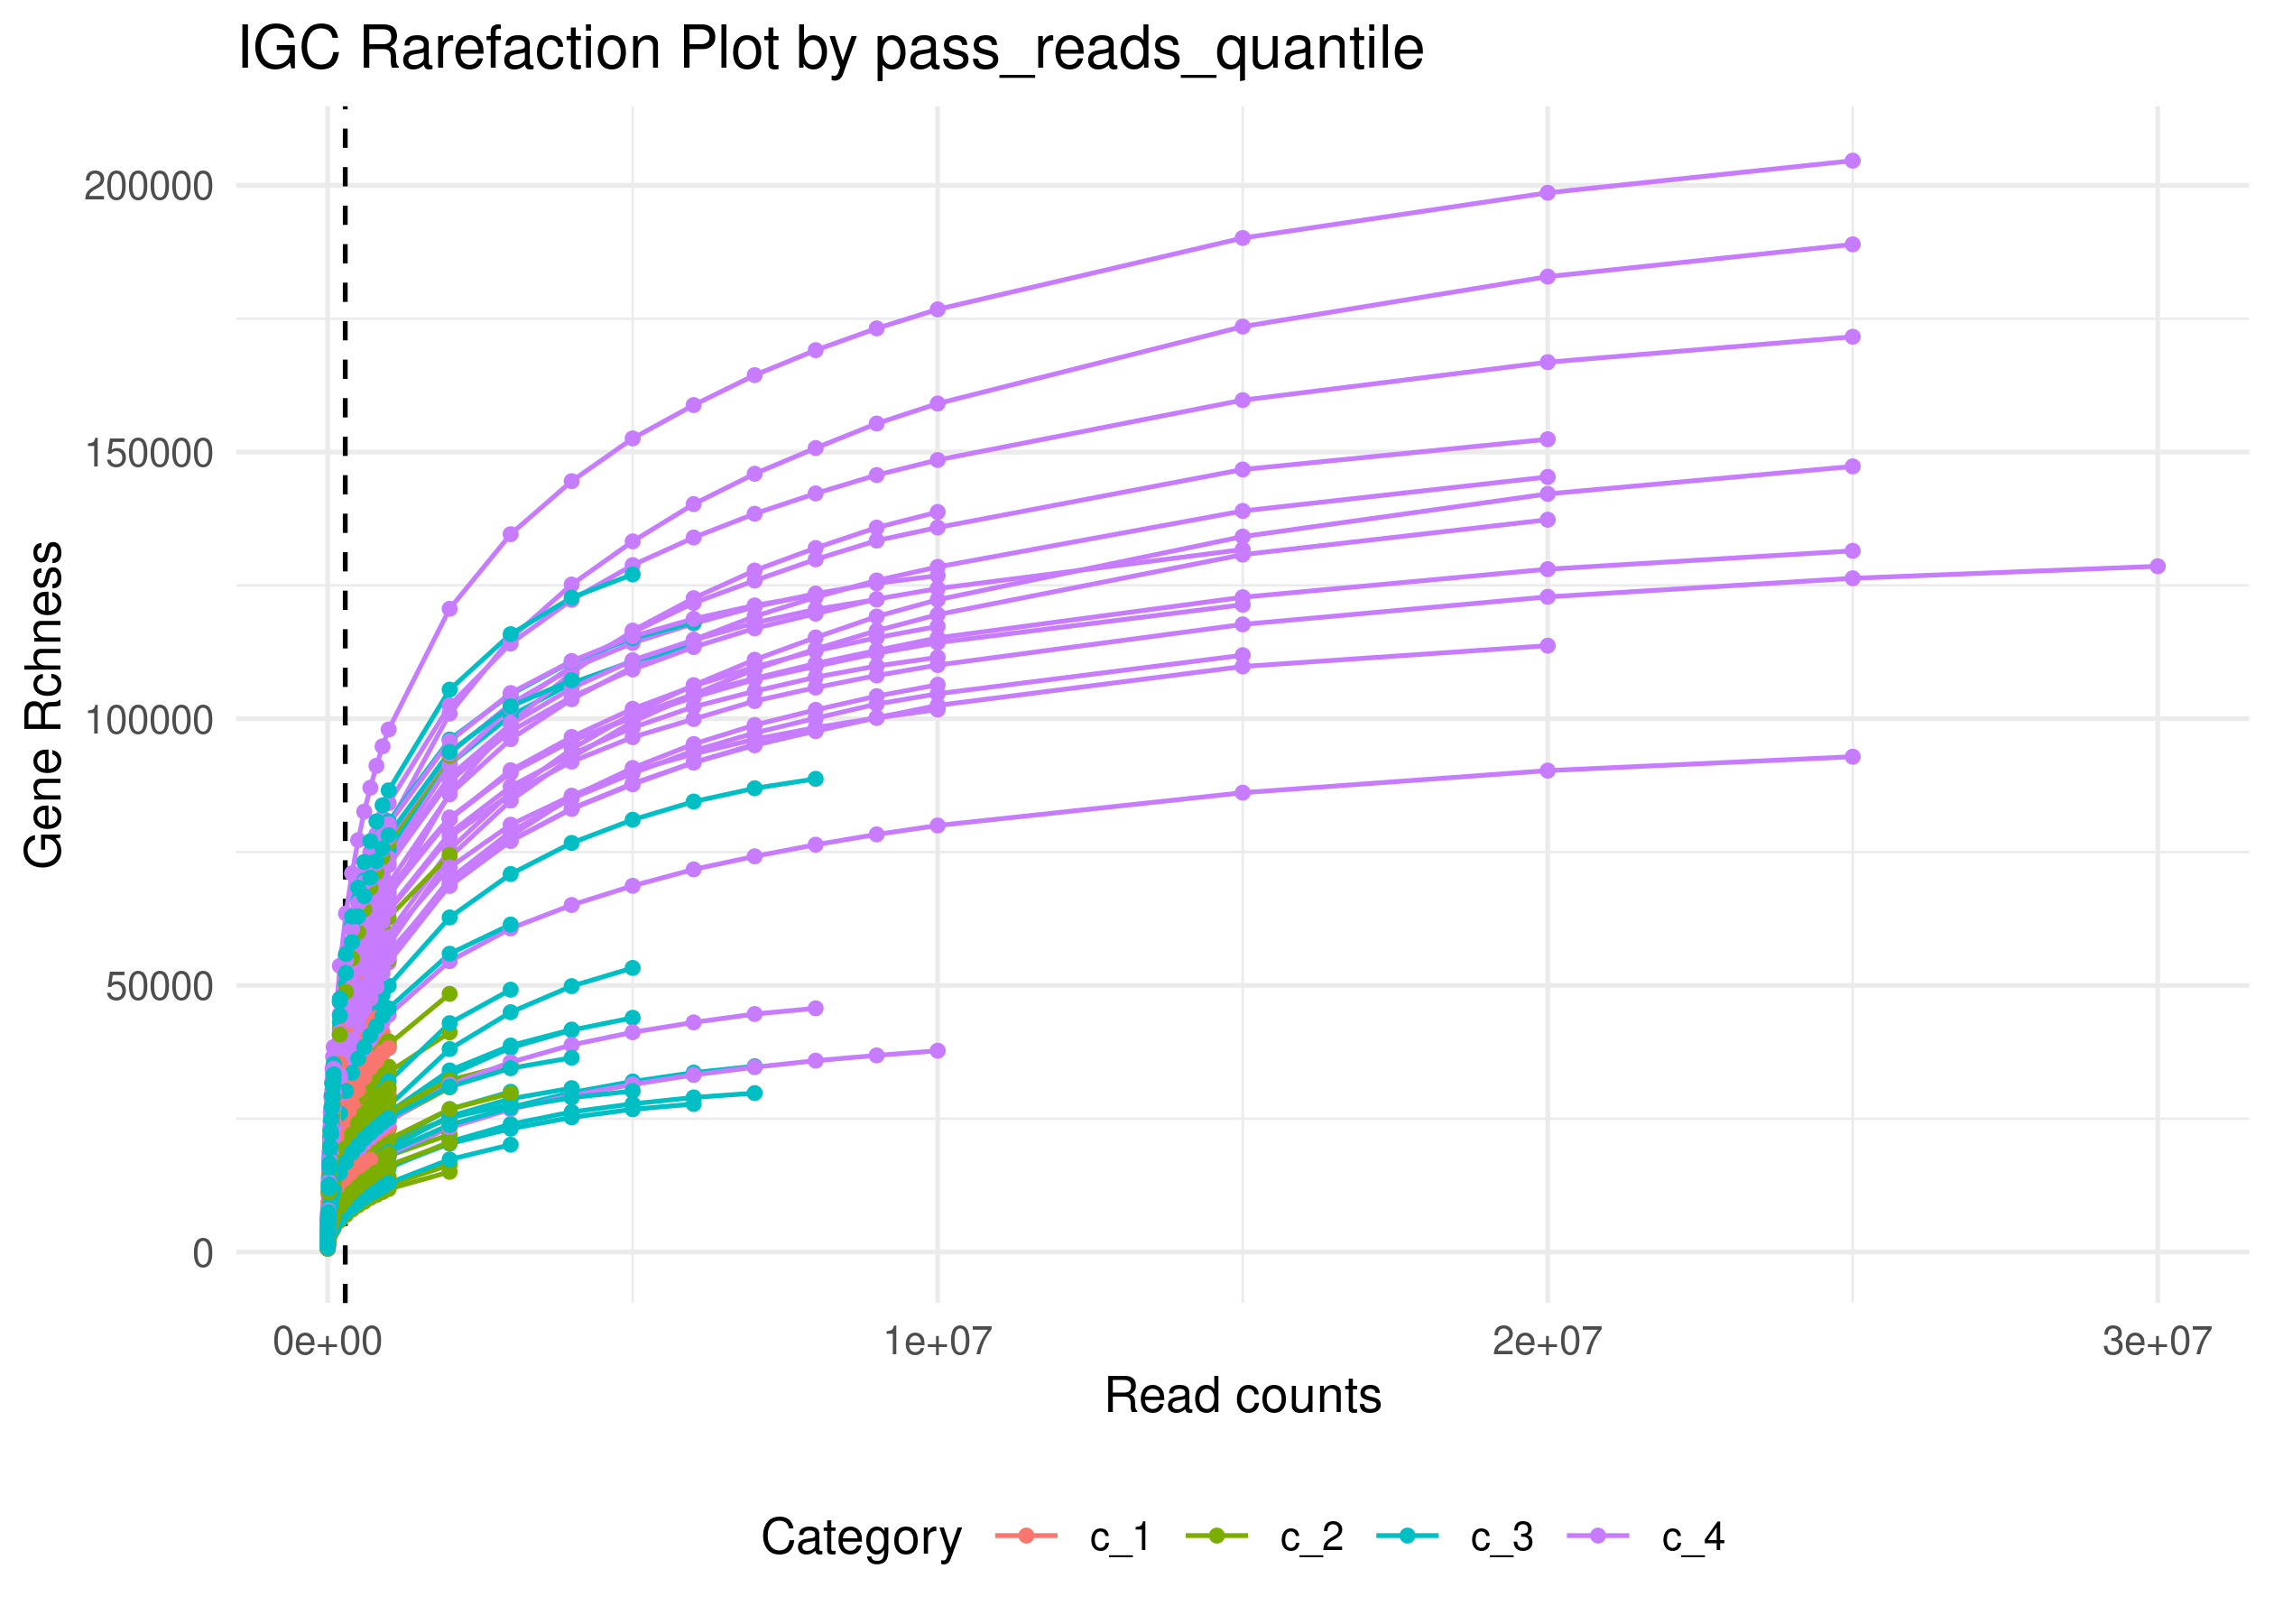 IGC Rarefaction Plot by pass_reads_quantile
200000
150000
100000
50000
0
Gene Rchness
0e+00 1e+07 2e+07 3e+07
Read counts
Category c_1 c_2 c_3 c_4